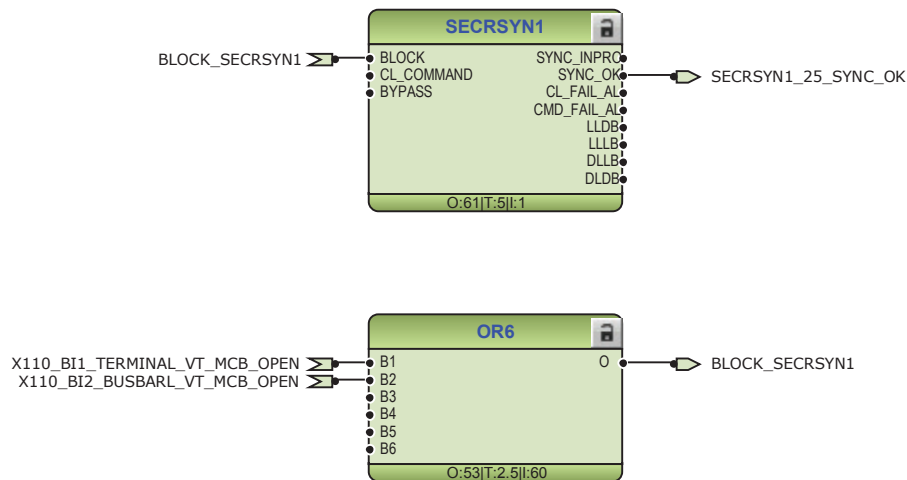 SECRSYN1
BLOCK_SECRSYN1
BLOCK
SYNC_INPRO
CL_COMMAND
SYNC_OK
SECRSYN1_25_SYNC_OK
BYPASS
CL_FAIL_AL
CMD_FAIL_AL
LLDB
LLLB
DLLB
DLDB
O:61|T:5|I:1
OR6
X110_BI1_TERMINAL_VT_MCB_OPEN
B1
O
BLOCK_SECRSYN1
X110_BI2_BUSBARL_VT_MCB_OPEN
B2
B3
B4
B5
B6
O:53|T:2.5|I:60